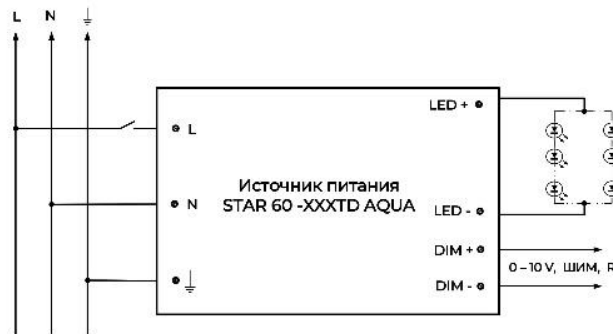 L N
LED +
L
Источник питания
STAR 60 -XXXTD AQUA
N
LED -
DIM +
0–10 V, ШИМ, R
DIM -